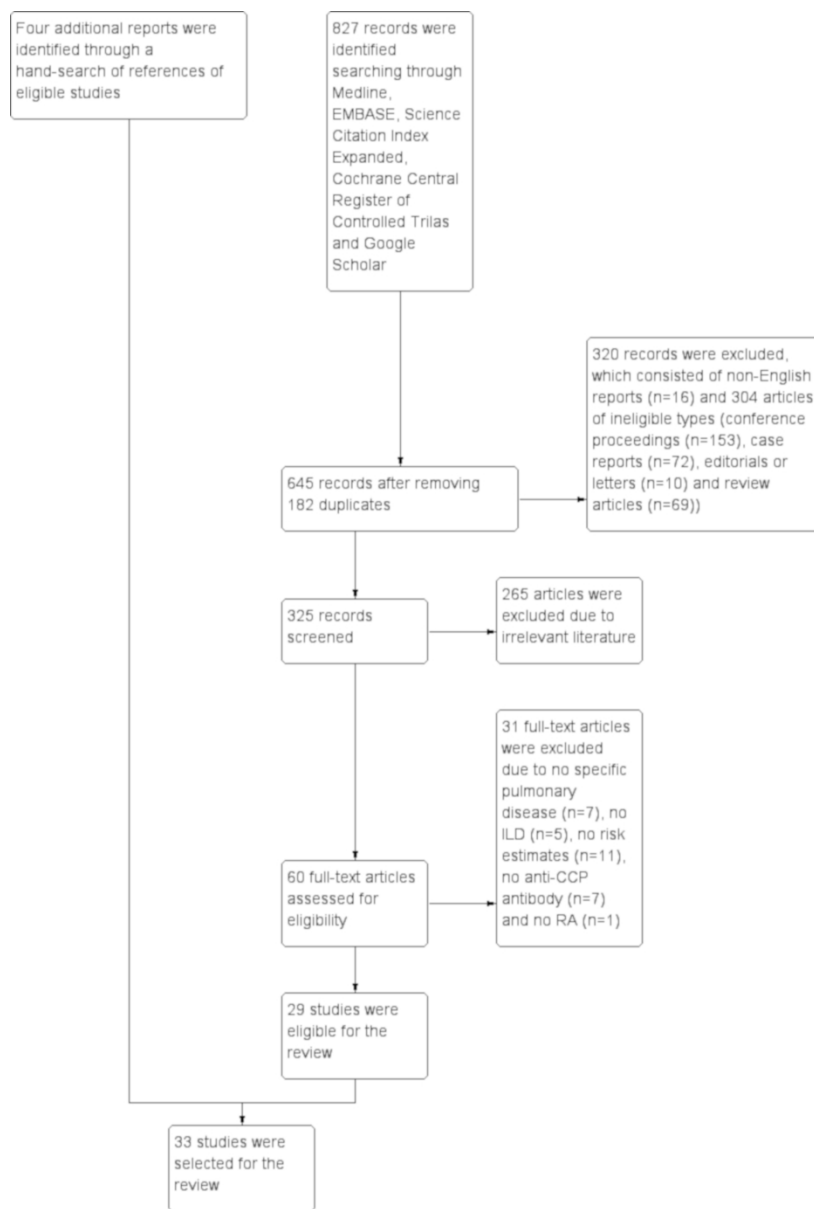 Four additional reports were
identified through a
hand-search of references of
eligible studies
827 records were
identified
searching through
Medline,
EMBASE, Science
Citation Index
Expanded,
Cochrane Central
Register of
Controlled Trilas
and Google
Scholar
320 records were excluded,
which consisted of non-English
reports (n=16) and 304 articles
of ineligible types (conference
proceedings (n=153), case
reports (n=72), editorials or
letters (n=10) and review
articles (n=69))
645 records after removing
182 duplicates
325 records
screened
265 articles were
excluded due to
irrelevant literature
31 full-text articles
were excluded
due to no specific
pulmonary
disease (n=7), no
ILD (n=5), no risk
estimates (n=11),
no anti-CCP
antibody (n=7)
and no RA (n=1)
60 full-text articles
assessed for
eligibility
29 studies were
eligible for the
review
33 studies were
selected for the
review